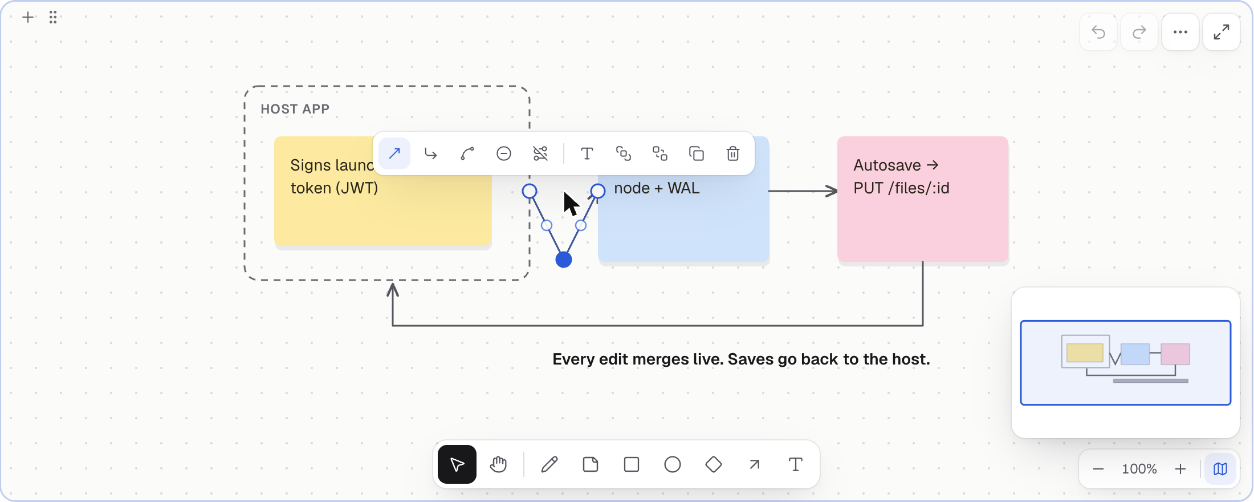 HOST APP
Signs
token (JWT)
node + WAL
Autosave →
PUT /files/:id
Every edit merges live. Saves go back to the host.
100%